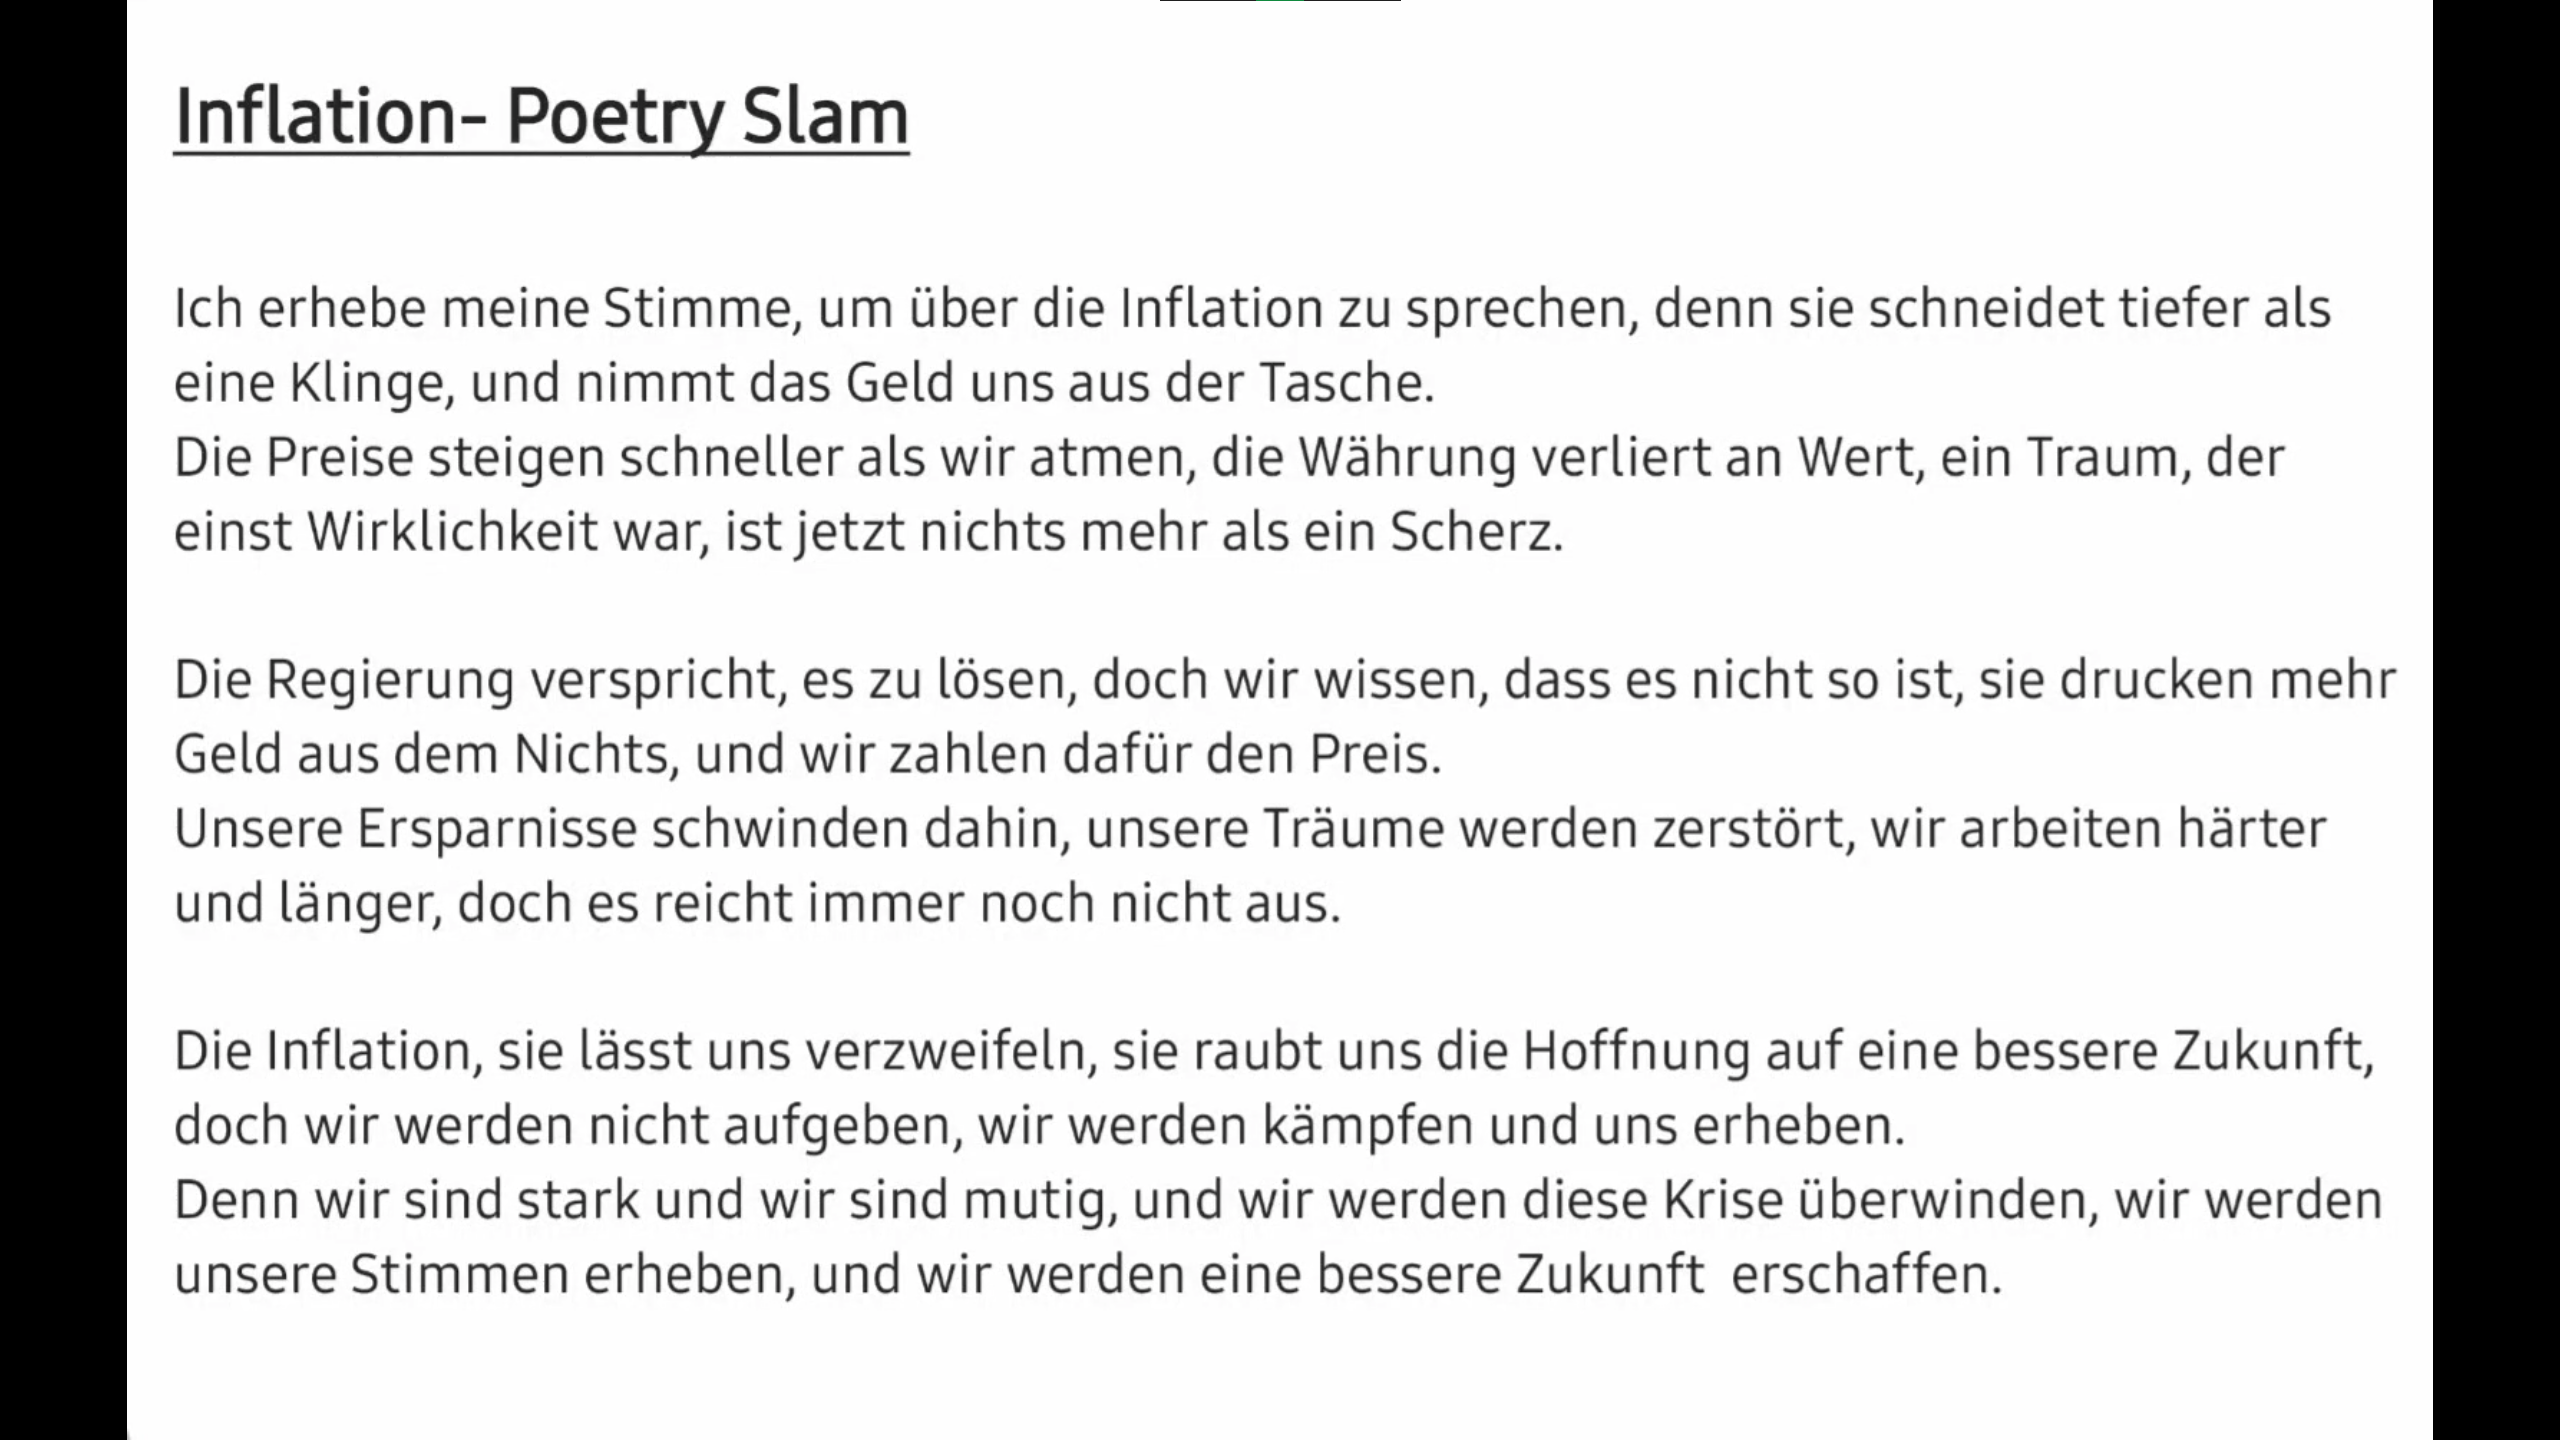 Inflation- Poetry Slam
Ich erhebe meine Stimme, um über die Inflation zu sprechen, denn sie schneidet tiefer als
eine Klinge, und nimmt das Geld uns aus der Tasche.
Die Preise steigen schneller als wir atmen, die Währung verliert an Wert, ein Traum, der
einst Wirklichkeit war, ist jetzt nichts mehr als ein Scherz.
Die Regierung verspricht, es zu lösen, doch wir wissen, dass es nicht so ist, sie drucken mehr
Geld aus dem Nichts, und wir zahlen dafür den Preis.
Unsere Ersparnisse schwinden dahin, unsere Träume werden zerstört, wir arbeiten härter
und länger, doch es reicht immer noch nicht aus.
Die Inflation, sie lässt uns verzweifeln, sie raubt uns die Hoffnung auf eine bessere Zukunft,
doch wir werden nicht aufgeben, wir werden kämpfen und uns erheben.
Denn wir sind stark und wir sind mutig, und wir werden diese Krise überwinden, wir werden
unsere Stimmen erheben, und wir werden eine bessere Zukunft  erschaffen.